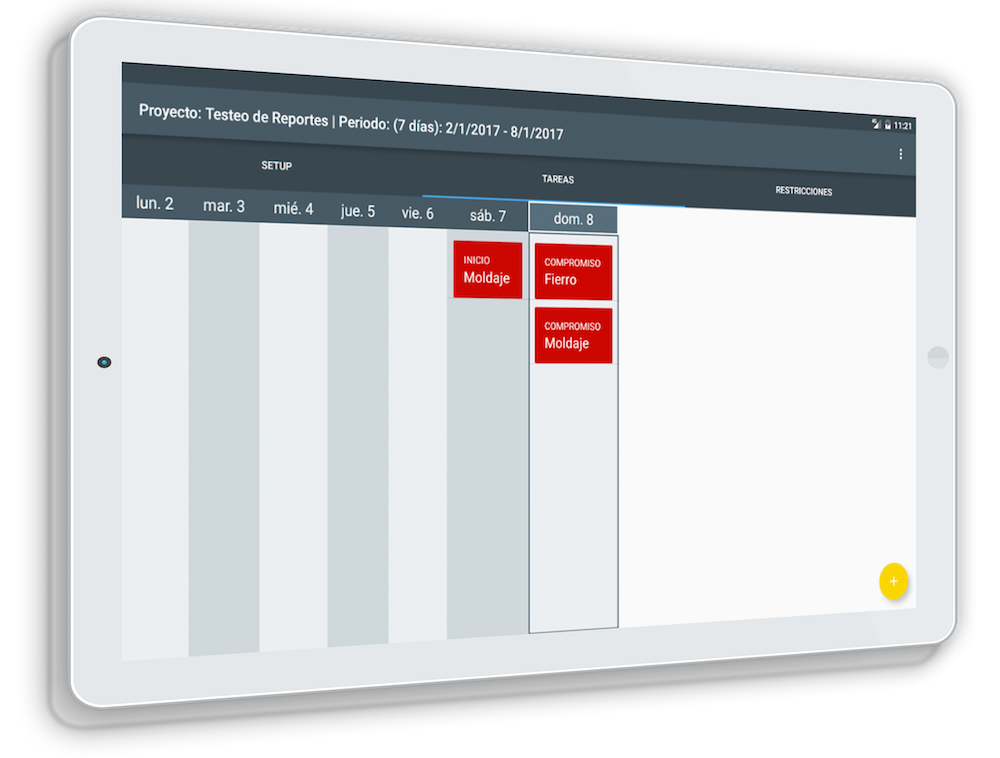 11:21
Proyecto: Testeo de Reportes | Periodo: (7 días): 2/1/2017 - 8/1/2017
SETUP
TAREAS
RESTRICCIONES
lun. 2
mar. 3
mié. 4
jue. 5
vie. 6
sáb. 7
dom. 8
INICIO
Moldaje
COMPROMISO
Fierro
COMPROMISO
Moldaje
+